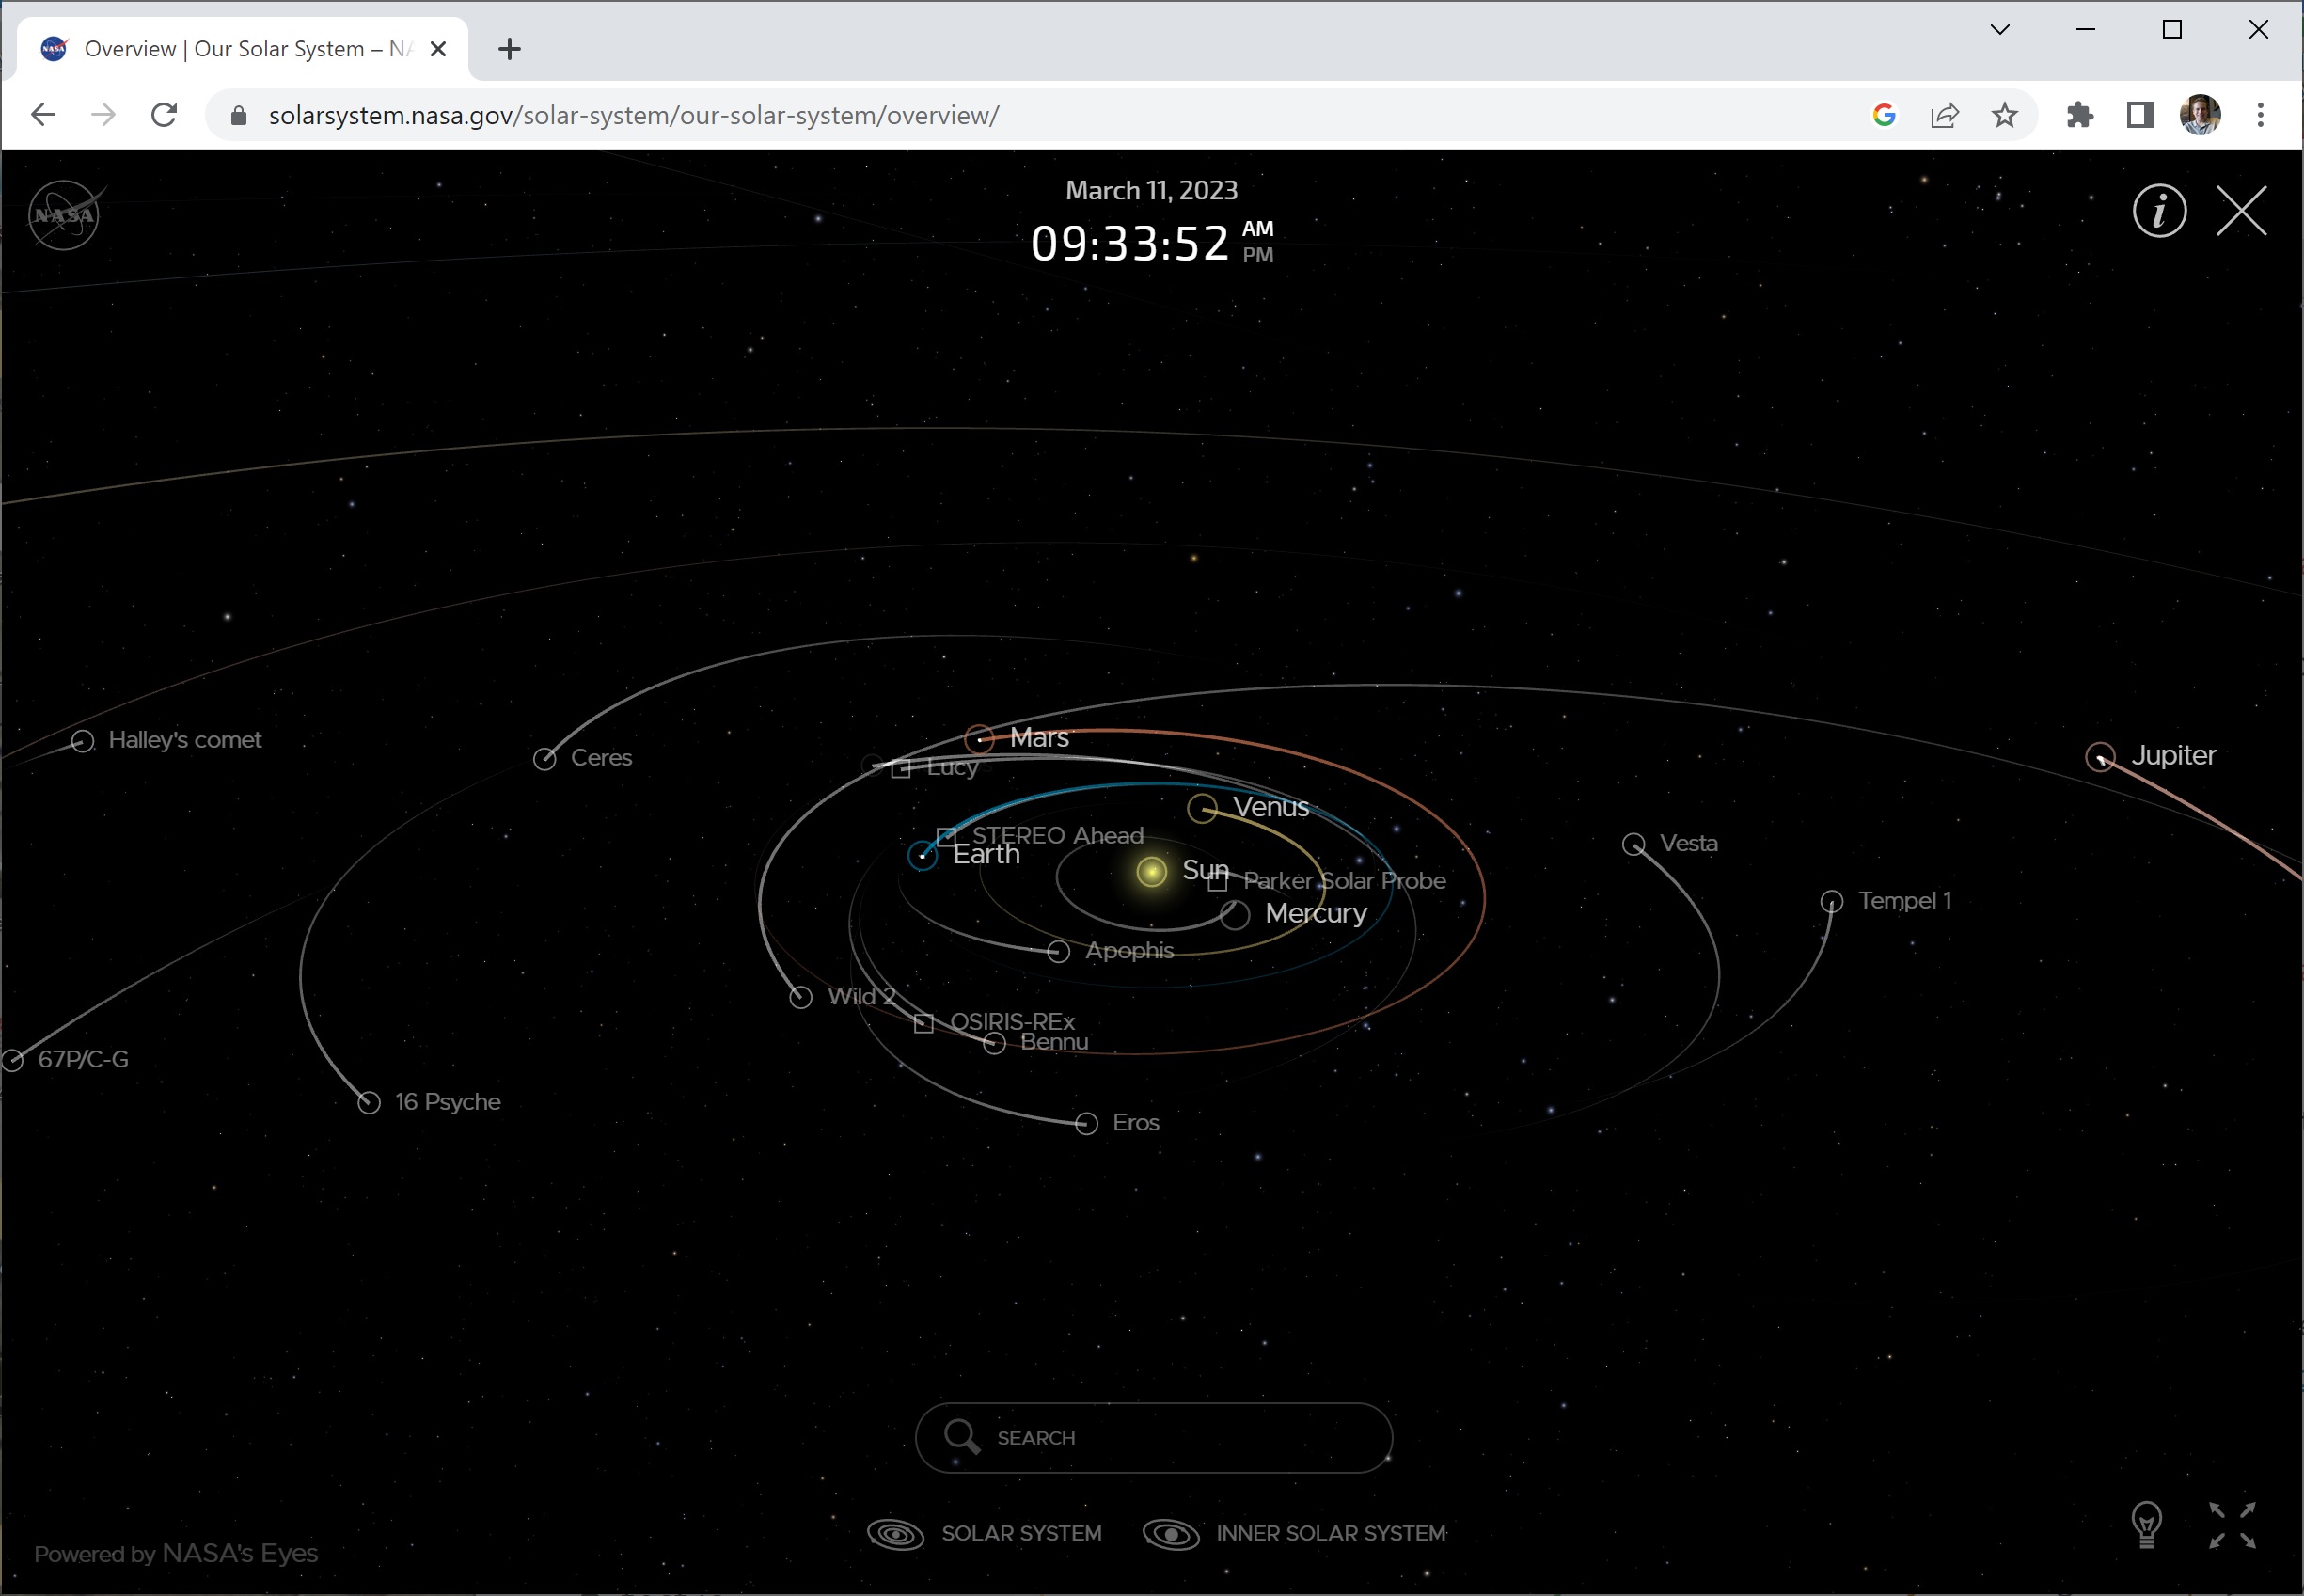 Overview | Our Solar System – NA
solarsystem.nasa.gov/solar-system/our-solar-system/overview/
NASA
March 11, 2023
09:33:52 AM
PM
i
Mars
Halley's comet
Ceres
Jupiter
Lucy
Venus
STEREO Ahead
Vesta
Earth
Sun
Parker Solar Probe
Tempel 1
Mercury
Apophis
Wild 2
OSIRIS-REx
Bennu
67P/C-G
16 Psyche
Eros
SEARCH
SOLAR SYSTEM
INNER SOLAR SYSTEM
Powered by NASA's Eyes